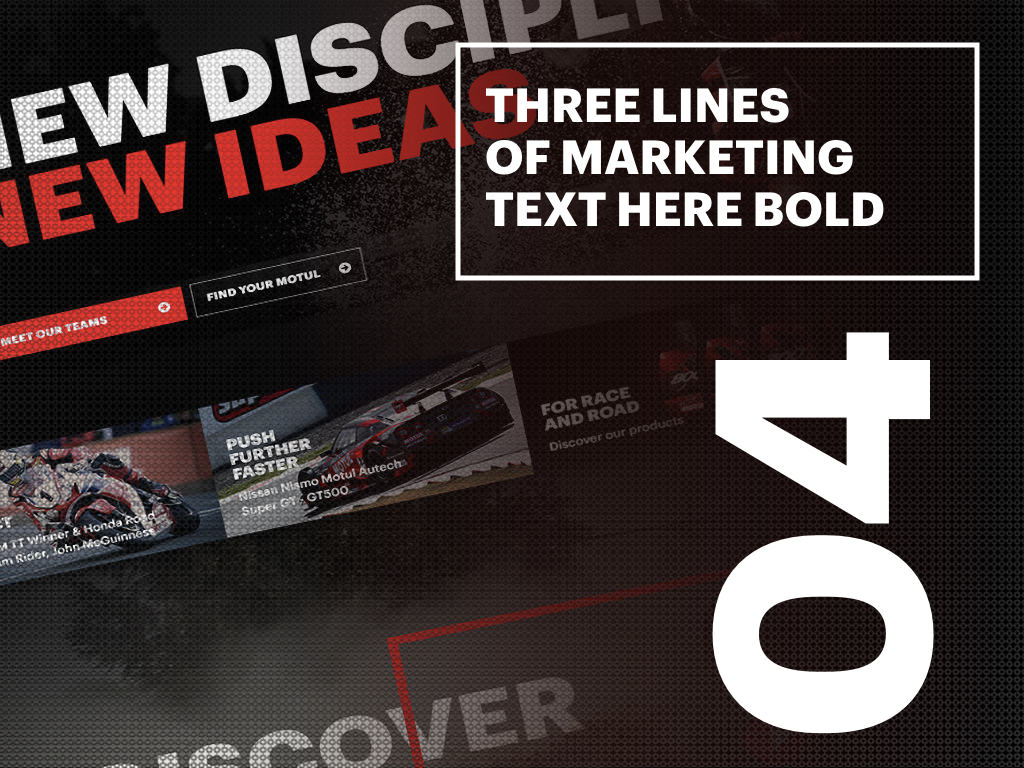 NEW DISCIPLI
NEW IDEAS
THREE LINES
OF MARKETING
TEXT HERE BOLD
MEET OUR TEAMS
FIND YOUR MOTUL
04
PUSH
FURTHER
FASTER
Nissan Nismo Motul Autech
Super GT - GT500
FOR RACE
AND ROAD
Discover our products
TT Winner & Honda Road
Rider, John McGuinness
DISCOVER